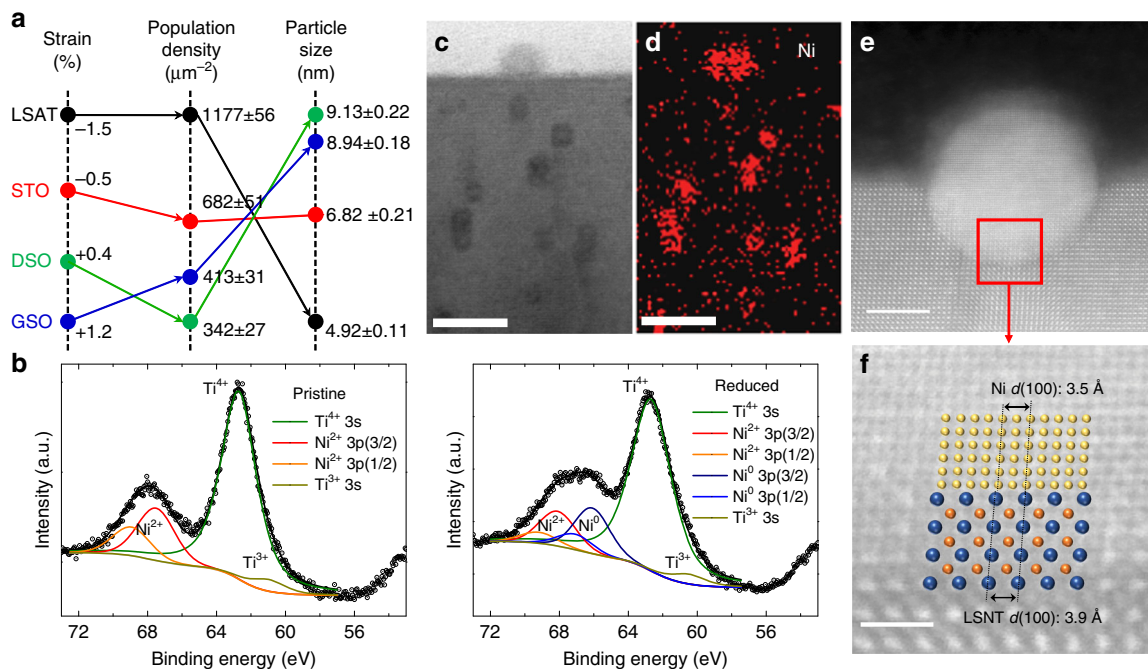 a
Strain
(%)
Population
density
(μm⁻²)
Particle
size
(nm)
LSAT
−1.5
1177±56
9.13±0.22
8.94±0.18
STO
−0.5
682±51
6.82 ±0.21
DSO
+0.4
413±31
GSO
+1.2
342±27
4.92±0.11
b
Intensity (a.u.)
Ti⁴⁺
Pristine
Ti⁴⁺ 3s
Ni²⁺ 3p(3/2)
Ni²⁺ 3p(1/2)
Ti³⁺ 3s
Ni²⁺
Ti³⁺
72 68 64 60 56
Binding energy (eV)
Intensity (a.u.)
Ti⁴⁺
Reduced
Ti⁴⁺ 3s
Ni²⁺ 3p(3/2)
Ni²⁺ 3p(1/2)
Ni⁰ 3p(3/2)
Ni⁰ 3p(1/2)
Ti³⁺ 3s
Ni²⁺
Ni⁰
Ti³⁺
72 68 64 60 56
Binding energy (eV)
c
d
Ni
e
f
Ni d(100): 3.5 Å
LSNT d(100): 3.9 Å